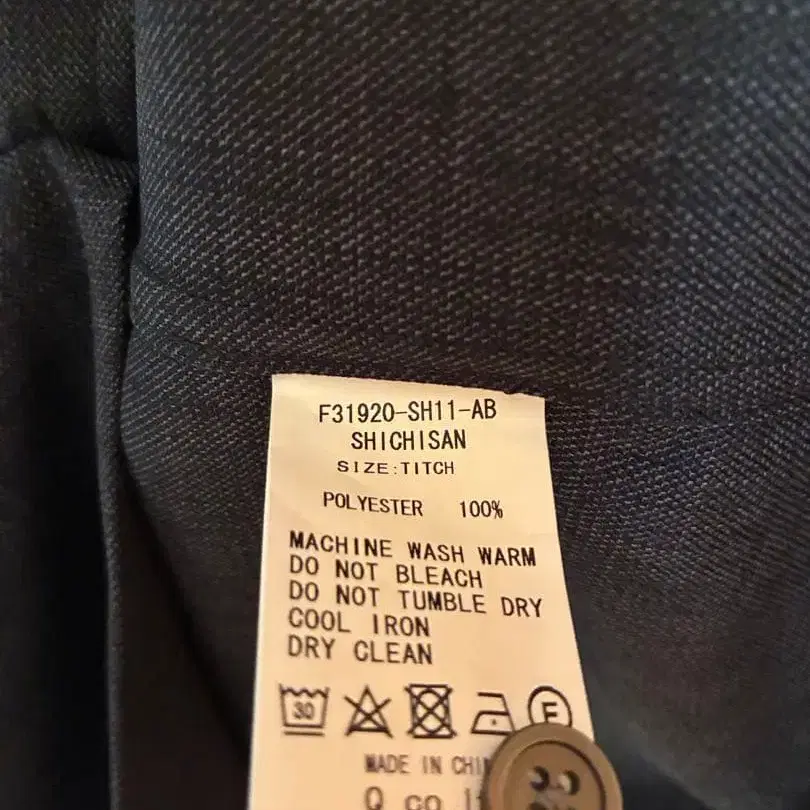 F31920-SH11-AB
SHICHISAN
SIZE:TITCH
POLYESTER 100%
MACHINE WASH WARM
DO NOT BLEACH
DO NOT TUMBLE DRY
COOL IRON
DRY CLEAN
30 F
MADE IN
Q co